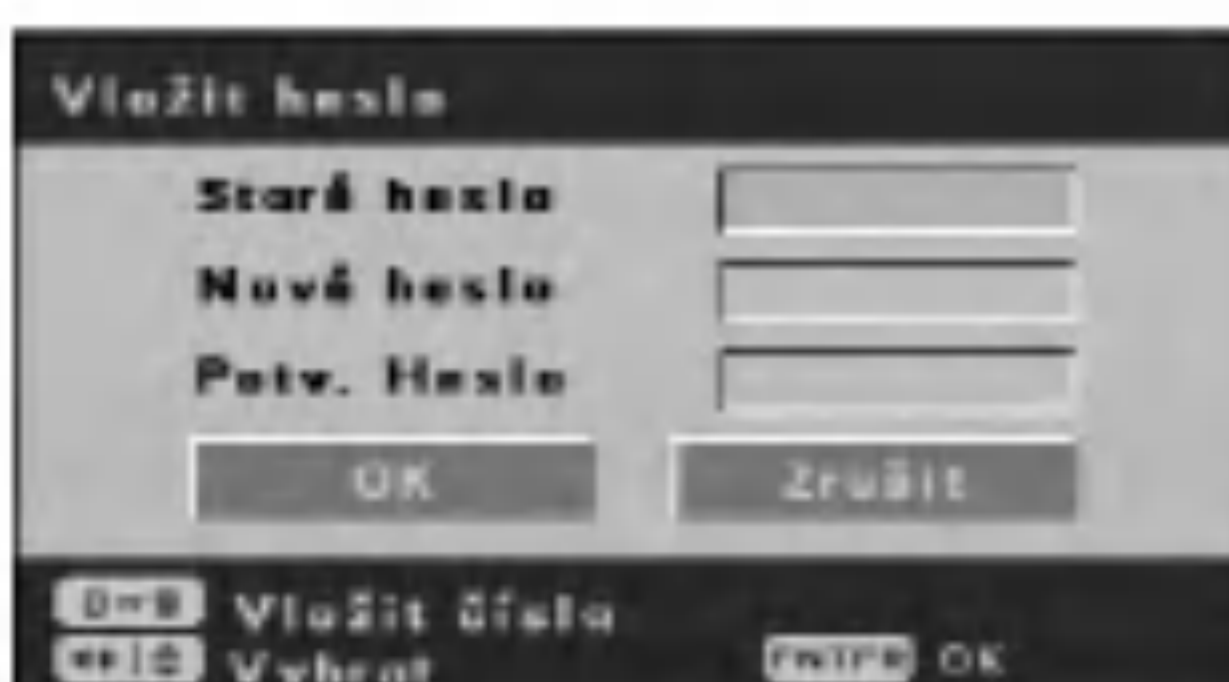 Vložit heslo
Staré heslo
Nové heslo
Potv. Heslo
OK Zrušit
0~9 Vložit čísla
Vybrat ENTER OK